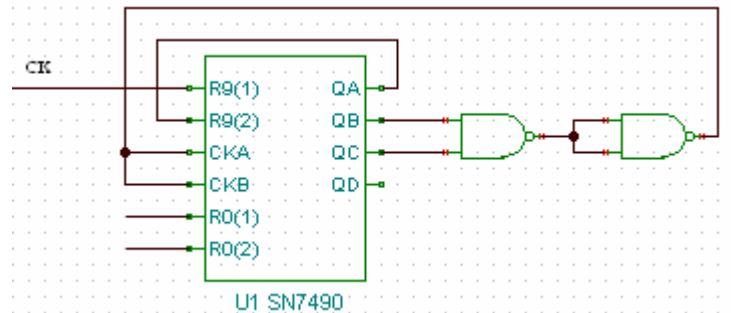 CK
R9(1) QA
R9(2) QB
CKA QC
CKB QD
R0(1)
R0(2)
U1 SN7490